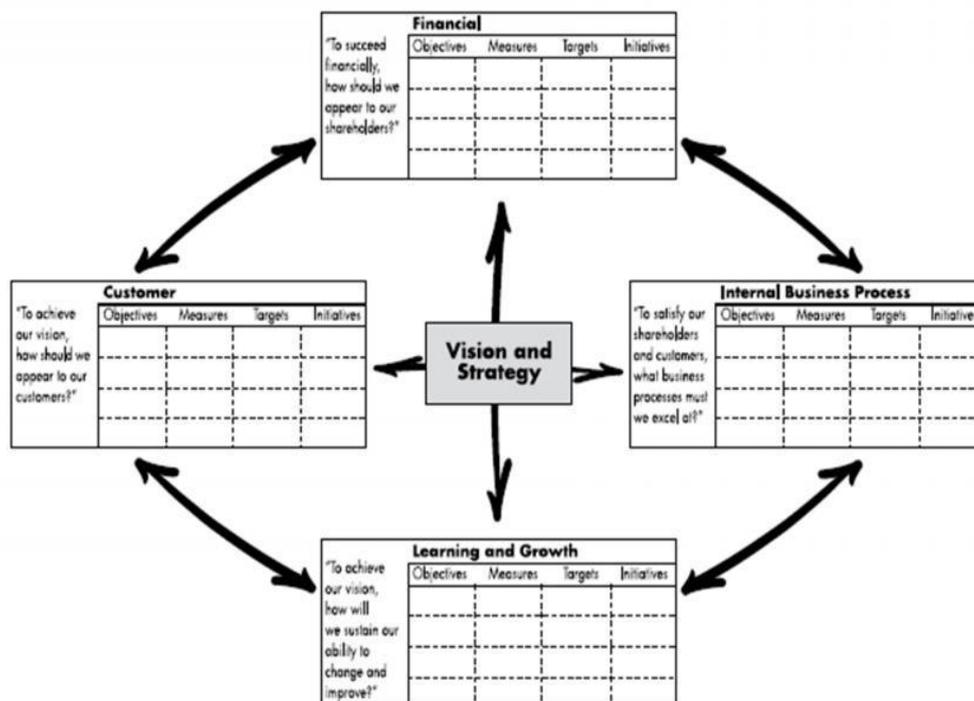 Financial
"To succeed
financially,
how should we
appear to our
shareholders?"
Objectives Measures Targets Initiatives
Customer
"To achieve
our vision,
how should we
appear to our
customers?"
Objectives Measures Targets Initiatives
Vision and
Strategy
Internal Business Process
"To satisfy our
shareholders
and customers,
what business
processes must
we excel at?"
Objectives Measures Targets Initiatives
Learning and Growth
"To achieve
our vision,
how will
we sustain our
ability to
change and
improve?"
Objectives Measures Targets Initiatives